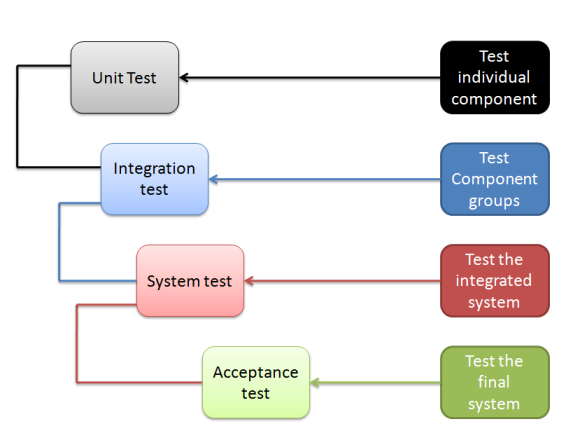 Unit Test
Test
individual
component
Integration
test
Test
Component
groups
System test
Test the
integrated
system
Acceptance
test
Test the
final
system